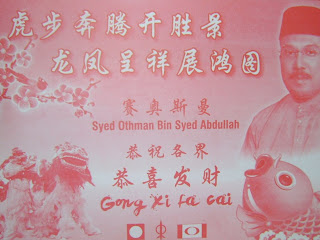 虎步奔腾开胜景
龙凤呈祥展鸿图
賽奥斯曼
Syed Othman Bin Syed Abdullah
恭祝各界
恭喜发财
Gong Xi Fa Cai